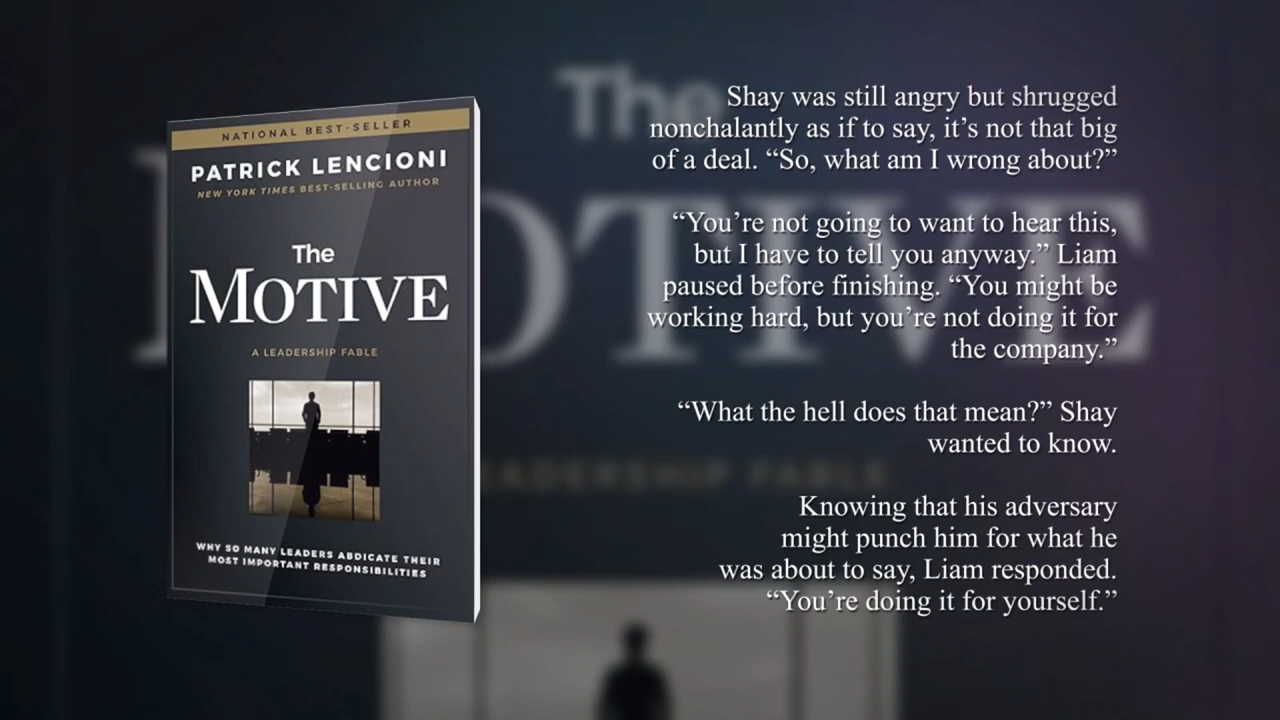 NATIONAL BEST-SELLER
PATRICK LENCIONI
NEW YORK TIMES BEST-SELLING AUTHOR
The
MOTIVE
A LEADERSHIP FABLE
WHY SO MANY LEADERS ABDICATE THEIR
MOST IMPORTANT RESPONSIBILITIES
The
MOTIVE
LEADERSHIP FABLE
Shay was still angry but shrugged
nonchalantly as if to say, it’s not that big
of a deal. “So, what am I wrong about?”
“You’re not going to want to hear this,
but I have to tell you anyway.” Liam
paused before finishing. “You might be
working hard, but you’re not doing it for
the company.”
“What the hell does that mean?” Shay
wanted to know.
Knowing that his adversary
might punch him for what he
was about to say, Liam responded.
“You’re doing it for yourself.”